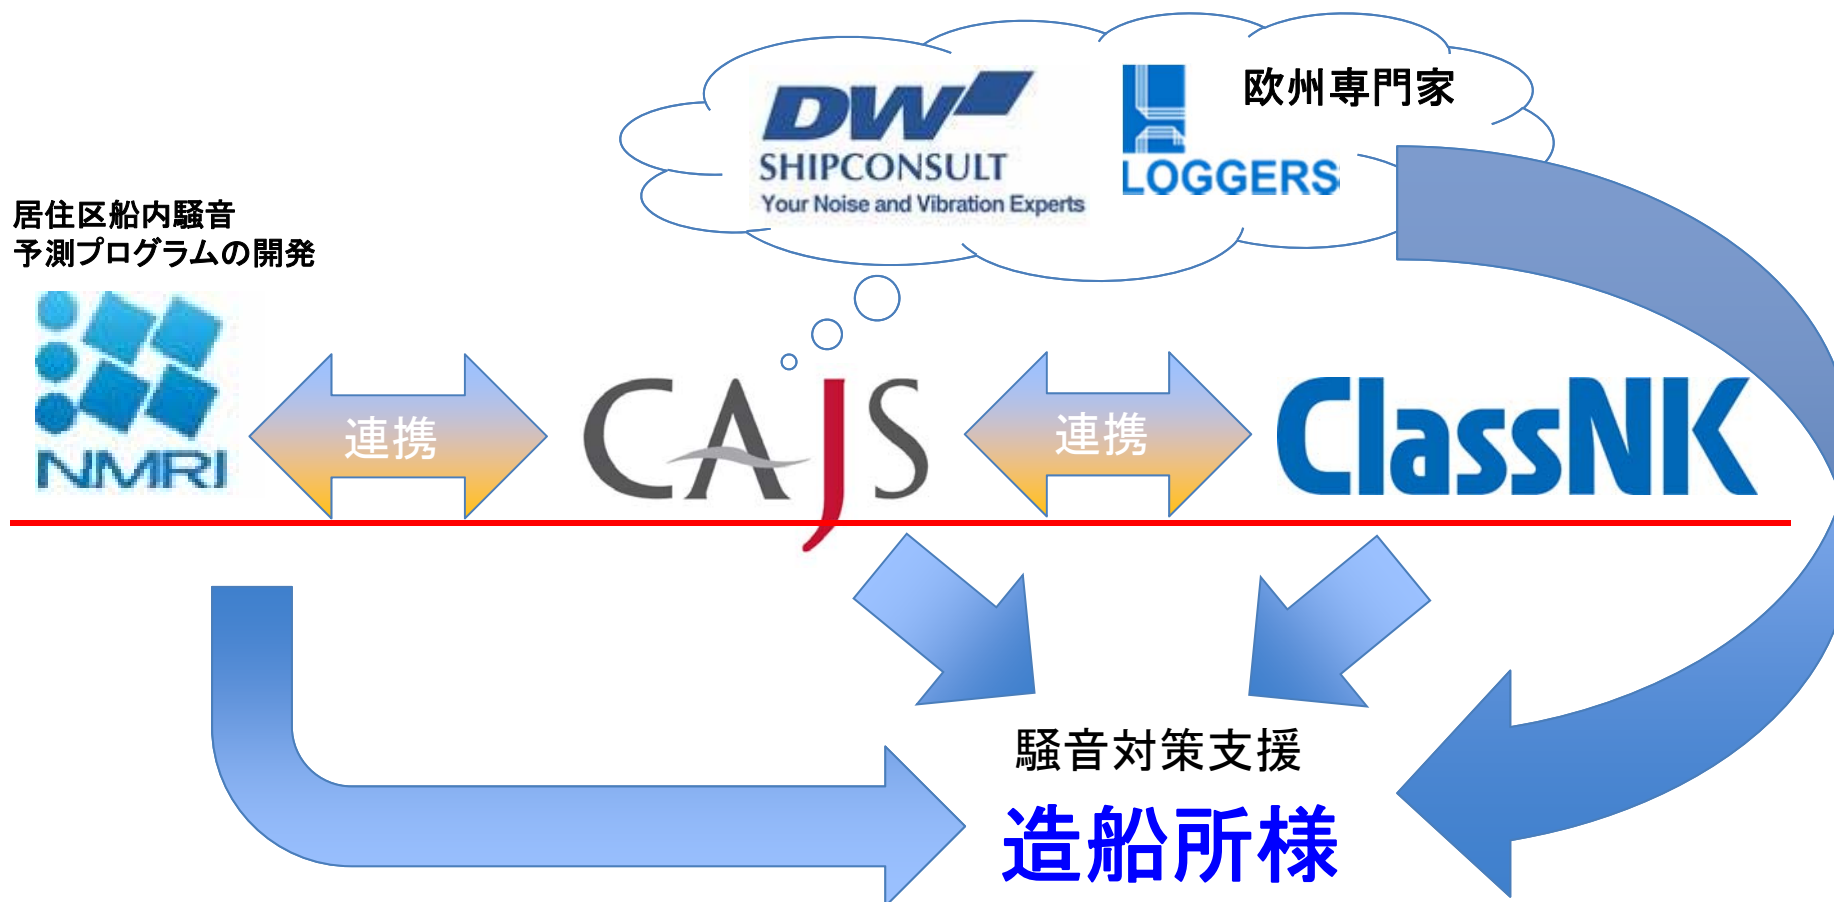 DW
SHIPCONSULT
Your Noise and Vibration Experts
LOGGERS
欧州専門家
居住区船内騒音
予測プログラムの開発
NMRI
連携
CAJS
連携
ClassNK
騒音対策支援
造船所様